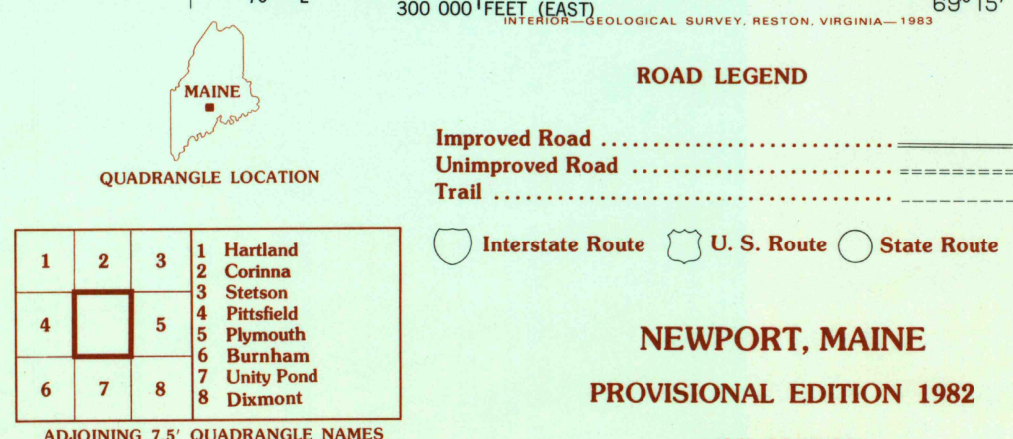 300 000 FEET (EAST)
69° 15'
INTERIOR—GEOLOGICAL SURVEY, RESTON, VIRGINIA—1983
MAINE
QUADRANGLE LOCATION
ROAD LEGEND
Improved Road
Unimproved Road
Trail
Interstate Route
U. S. Route
State Route
1 2 3
4 5
6 7 8
1 Hartland
2 Corinna
3 Stetson
4 Pittsfield
5 Plymouth
6 Burnham
7 Unity Pond
8 Dixmont
ADJOINING 7.5' QUADRANGLE NAMES
NEWPORT, MAINE
PROVISIONAL EDITION 1982